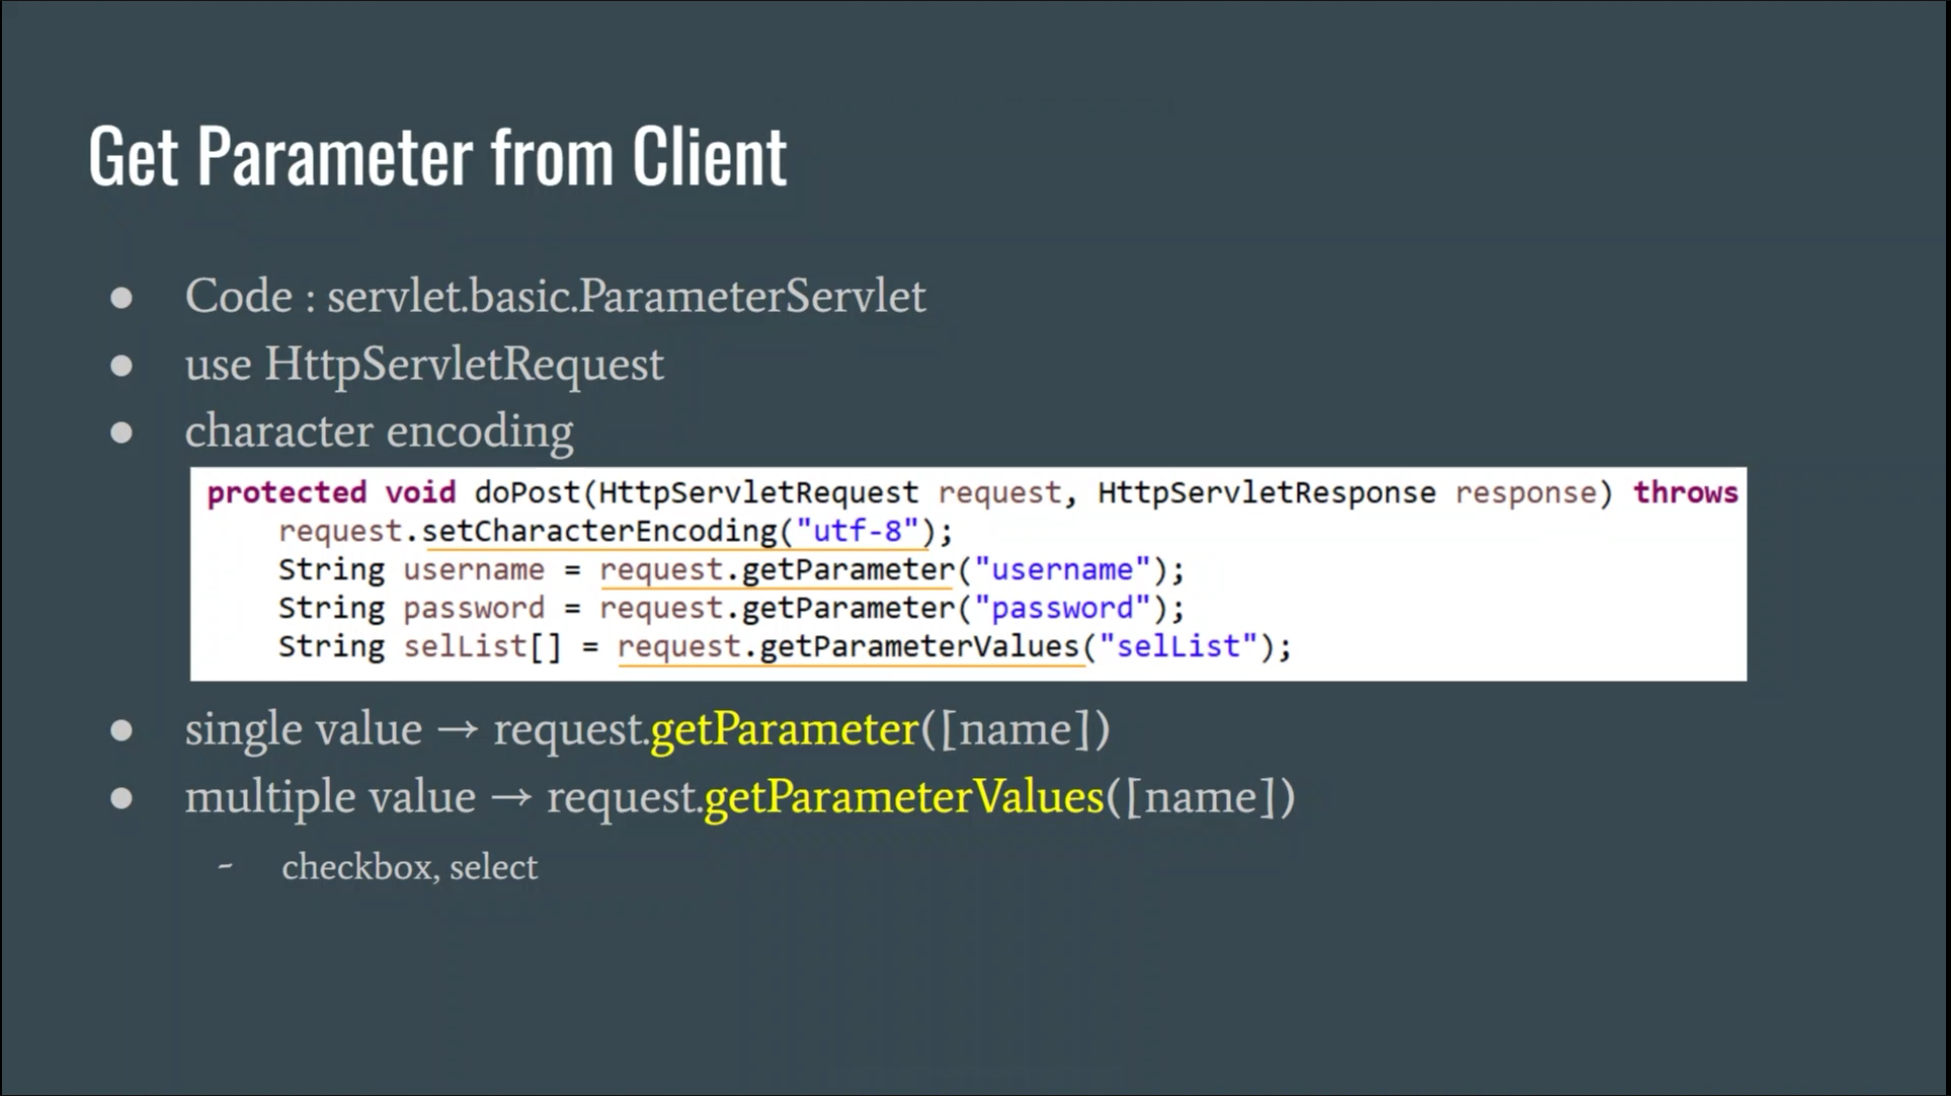 Get Parameter from Client
● Code : servlet.basic.ParameterServlet
● use HttpServletRequest
● character encoding
protected void doPost(HttpServletRequest request, HttpServletResponse response) throws
request.setCharacterEncoding("utf-8");
String username = request.getParameter("username");
String password = request.getParameter("password");
String selList[] = request.getParameterValues("selList");
● single value → request.getParameter([name])
● multiple value → request.getParameterValues([name])
- checkbox, select